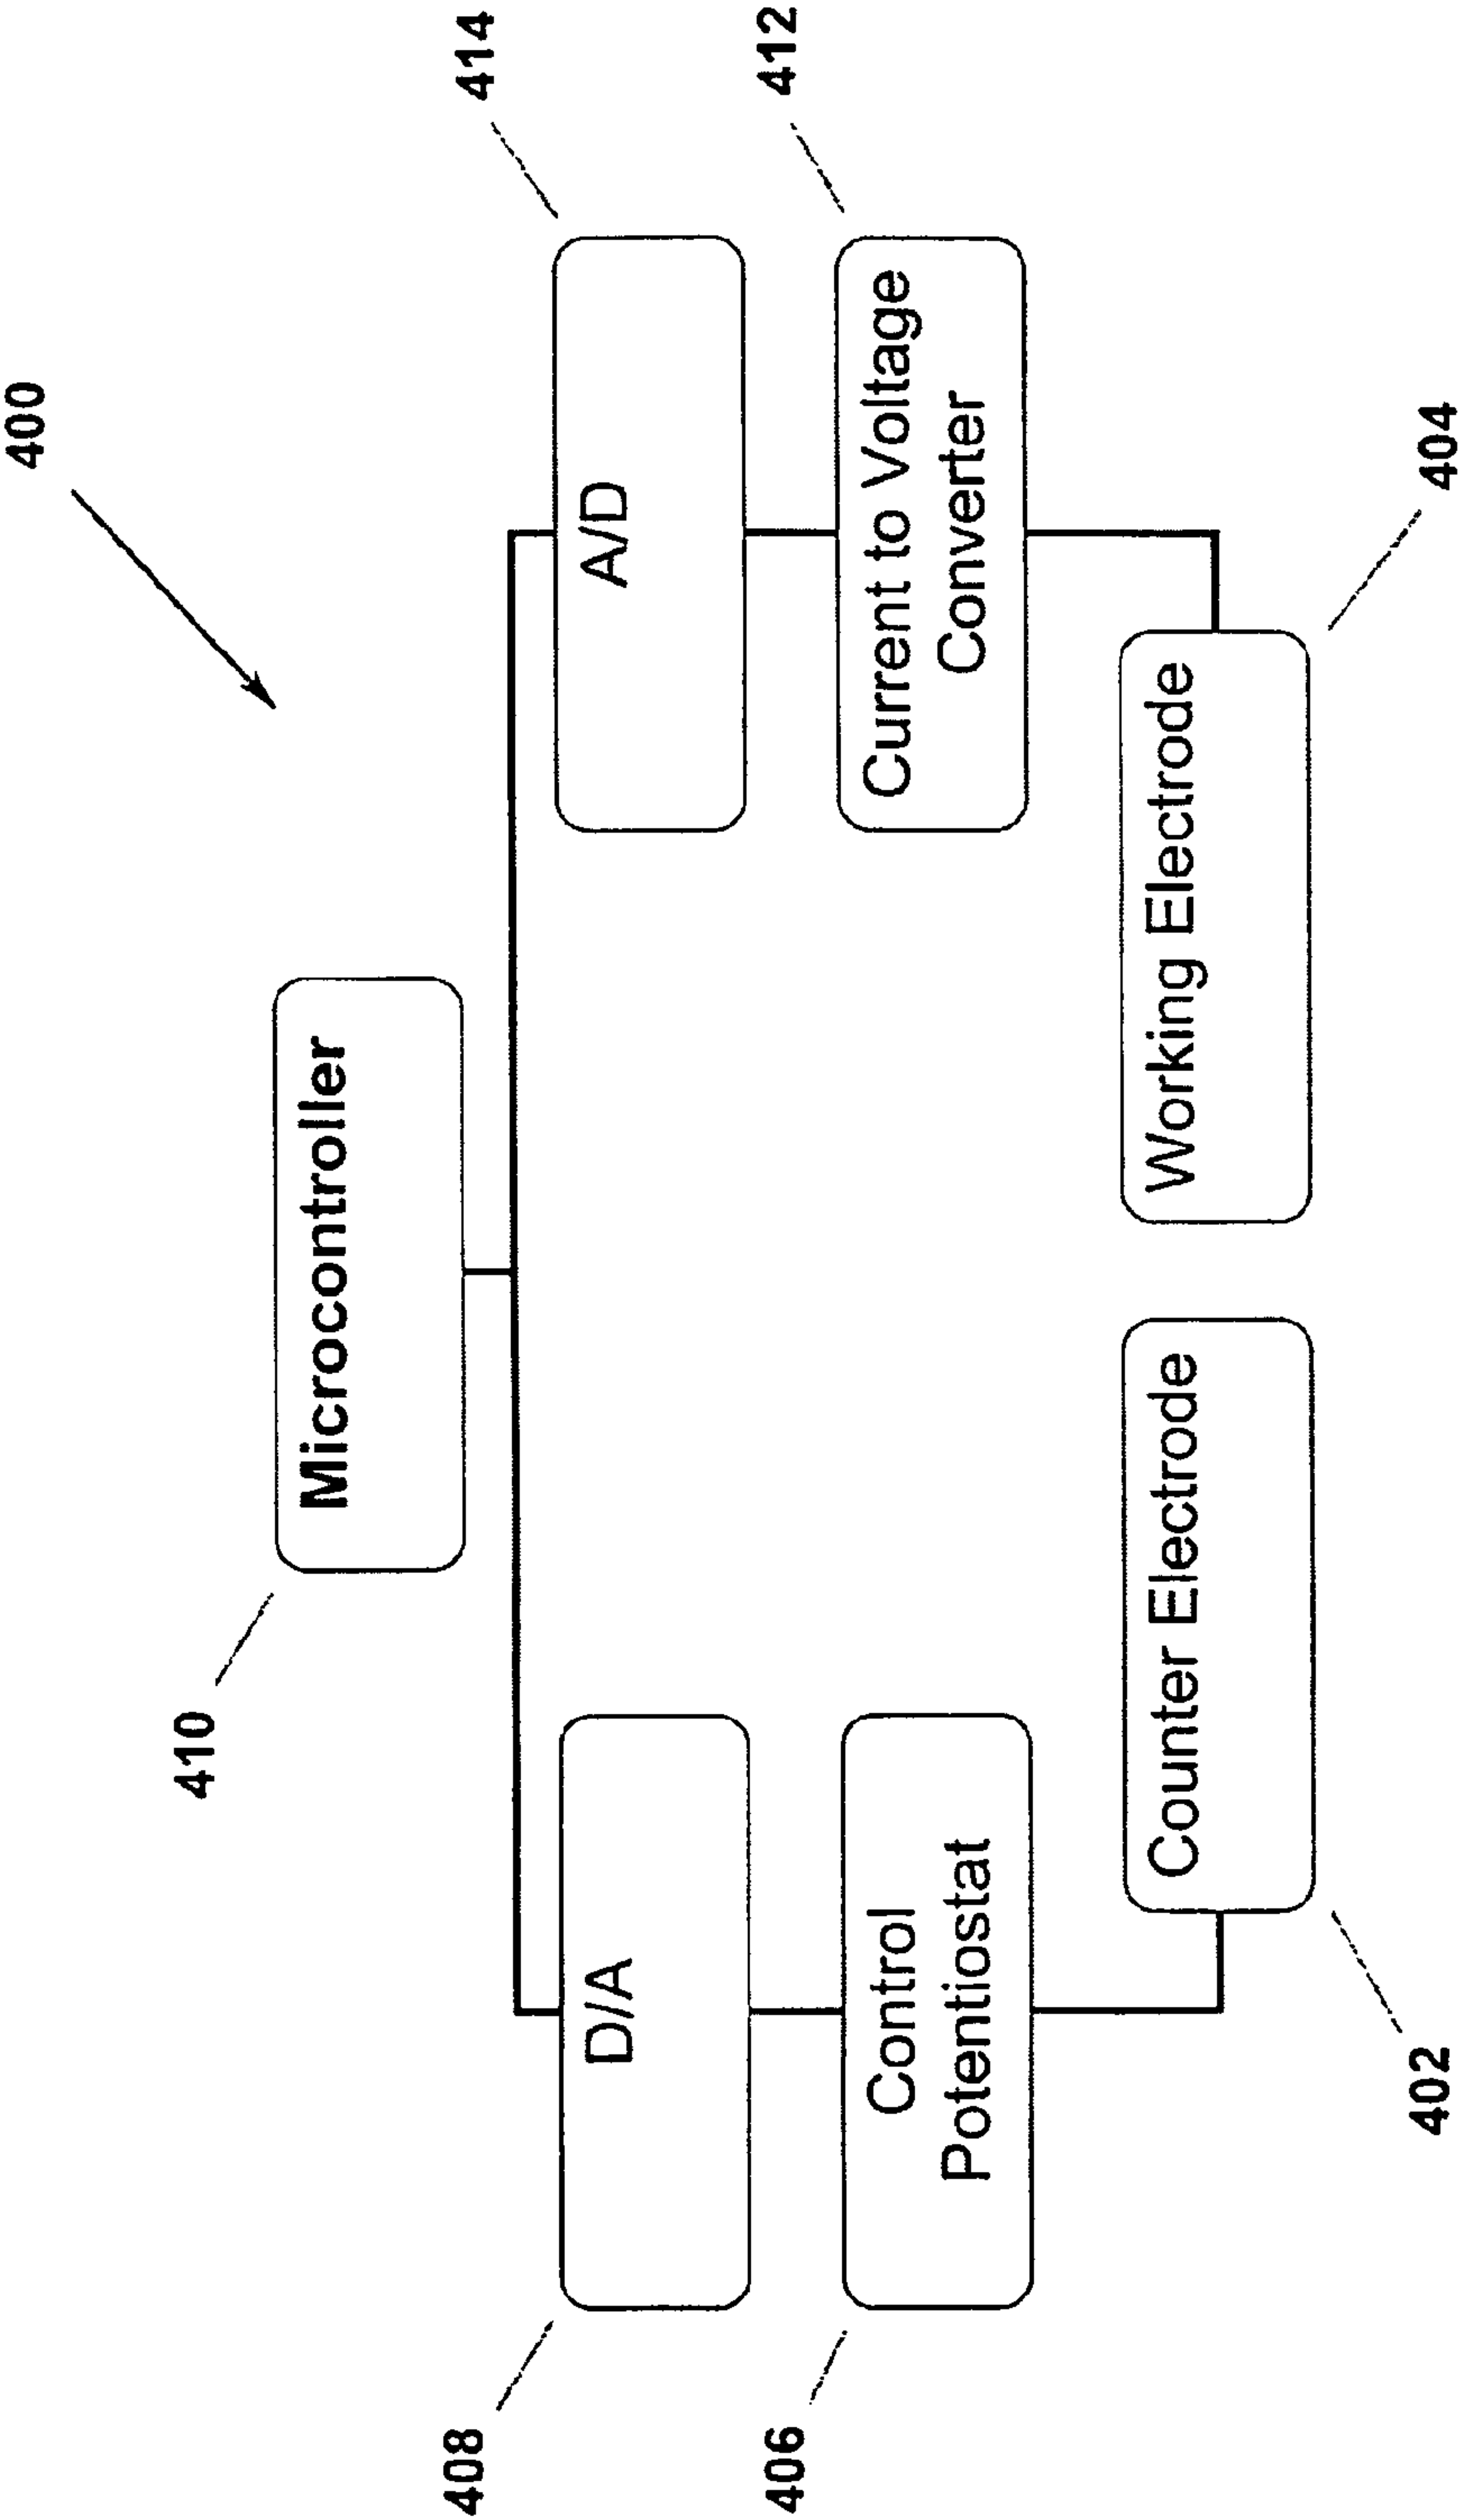 400
410
Microcontroller
408
D/A
A/D
414
406
Control
Potentiostat
Current to Voltage
Converter
412
Counter Electrode
Working Electrode
402
404